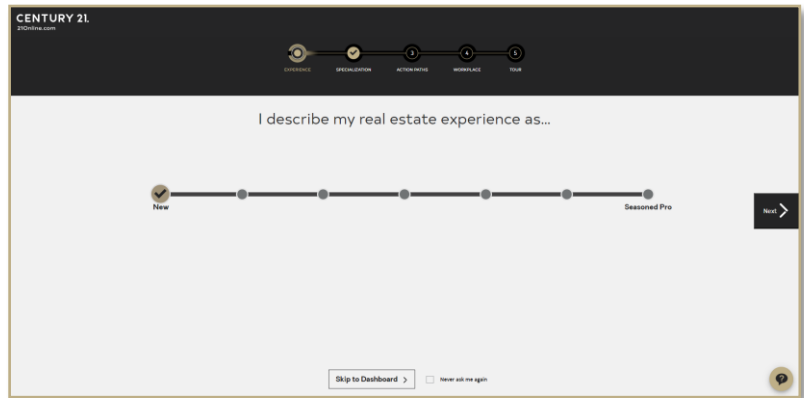 CENTURY 21.
21Online.com
3 4 5
EXPERIENCE SPECIALIZATION ACTION PATHS WORKPLACE TOUR
I describe my real estate experience as...
New Seasoned Pro
Next
Skip to Dashboard > Never ask me again
?